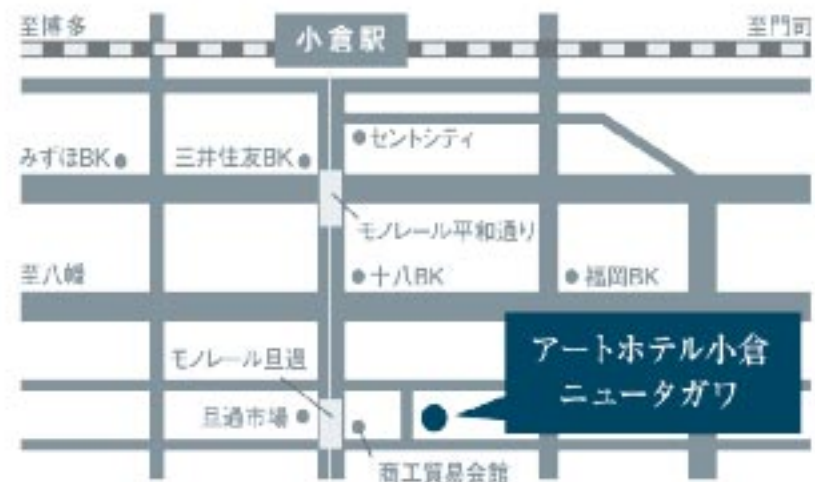 至博多
小倉駅
至門司
みずほBK
三井住友BK
セントシティ
モノレール平和通り
至八幡
十八BK
福岡BK
モノレール旦過
アートホテル小倉
ニュータガワ
旦過市場
商工貿易会館